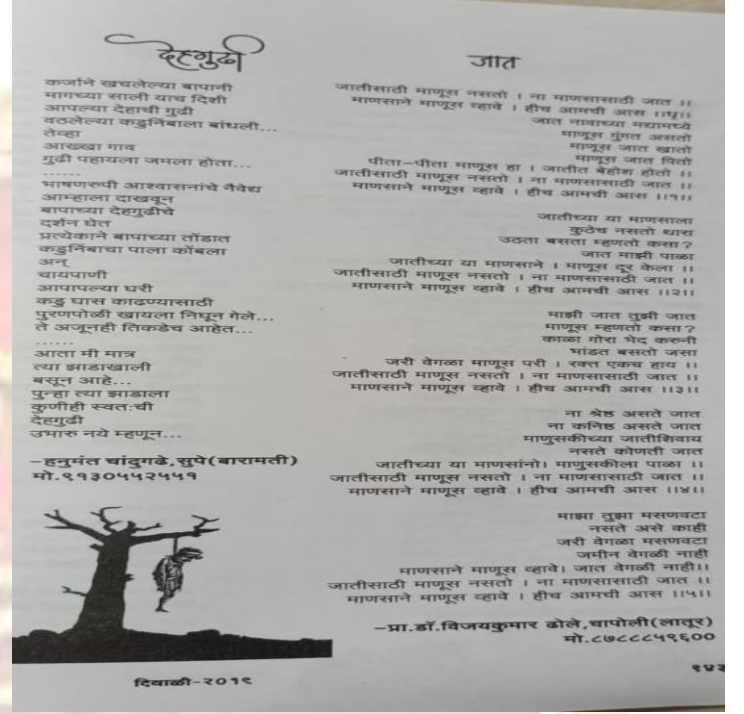 देहगुढी
कर्जाने खचलेल्या बापानी
मागच्या साली याच दिशी
आपल्या देहाची गुढी
वठलेल्या कडुनिंबाला बांधली...
तेव्हा
आख्खा गाव
गुढी पहायला जमला होता...
......
भाषणरुपी आश्वासनांचे नैवेद्य
आम्हाला दाखवून
बापाच्या देहगुढीचे
दर्शन घेत
प्रत्येकाने बापाच्या तोंडात
कडुनिंबाचा पाला कोंबला
अन्
चायपाणी
आपापल्या घरी
कडु घास काढण्यासाठी
पुरणपोळी खायला निघून गेले...
ते अजूनही तिकडेच आहेत...
......
आता मी मात्र
त्या झाडाखाली
बसून आहे...
पुन्हा त्या झाडाला
कुणीही स्वतःची
देहगुढी
उभारु नये म्हणून...
–हनुमंत चांदुगडे,सुपे(बारामती)
मो.९१३०५५२५५१
दिवाळी-२०१९
जात
जातीसाठी माणूस नसतो । ना माणसासाठी जात ।।
माणसाने माणूस व्हावे । हीच आमची आस ।।धृ।।
जात नावाच्या मद्यामध्ये
माणूस गुंगत असतो
माणूस जात खातो
माणूस जात पितो
पीता-पीता माणूस हा । जातीत बेहोश होतो ।।
जातीसाठी माणूस नसतो । ना माणसासाठी जात ।।
माणसाने माणूस व्हावे । हीच आमची आस ।।१।।
जातीच्या या माणसाला
कुठेच नसतो थारा
उठता बसता म्हणतो कसा?
जात माझी पाळा
जातीच्या या माणसाने । माणूस दूर केला ।।
जातीसाठी माणूस नसतो । ना माणसासाठी जात ।।
माणसाने माणूस व्हावे । हीच आमची आस ।।२।।
माझी जात तुझी जात
माणूस म्हणतो कसा?
काळा गोरा भेद करुनी
भांडत बसतो जसा
जरी वेगळा माणूस परी । रक्त एकच हाय ।।
जातीसाठी माणूस नसतो । ना माणसासाठी जात ।।
माणसाने माणूस व्हावे । हीच आमची आस ।।३।।
ना श्रेष्ठ असते जात
ना कनिष्ठ असते जात
माणुसकीच्या जातीशिवाय
नसते कोणती जात
जातीच्या या माणसांनो। माणुसकीला पाळा ।।
जातीसाठी माणूस नसतो । ना माणसासाठी जात ।।
माणसाने माणूस व्हावे । हीच आमची आस ।।४।।
माझा तुझा मसणवटा
नसते असे काही
जरी वेगळा मसणवटा
जमीन वेगळी नाही
माणसाने माणूस व्हावे। जात वेगळी नाही।।
जातीसाठी माणूस नसतो । ना माणसासाठी जात ।।
माणसाने माणूस व्हावे । हीच आमची आस ।।५।।
–प्रा.डॉ.विजयकुमार ढोले,चापोली(लातूर)
मो.८७८८८५९६००
१४३